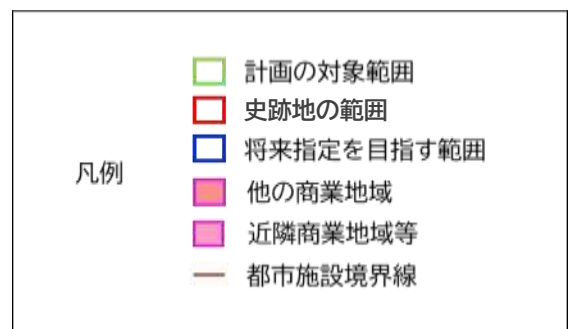 計画の対象範囲
史跡地の範囲
将来指定を目指す範囲
凡例
他の商業地域
近隣商業地域等
都市施設境界線